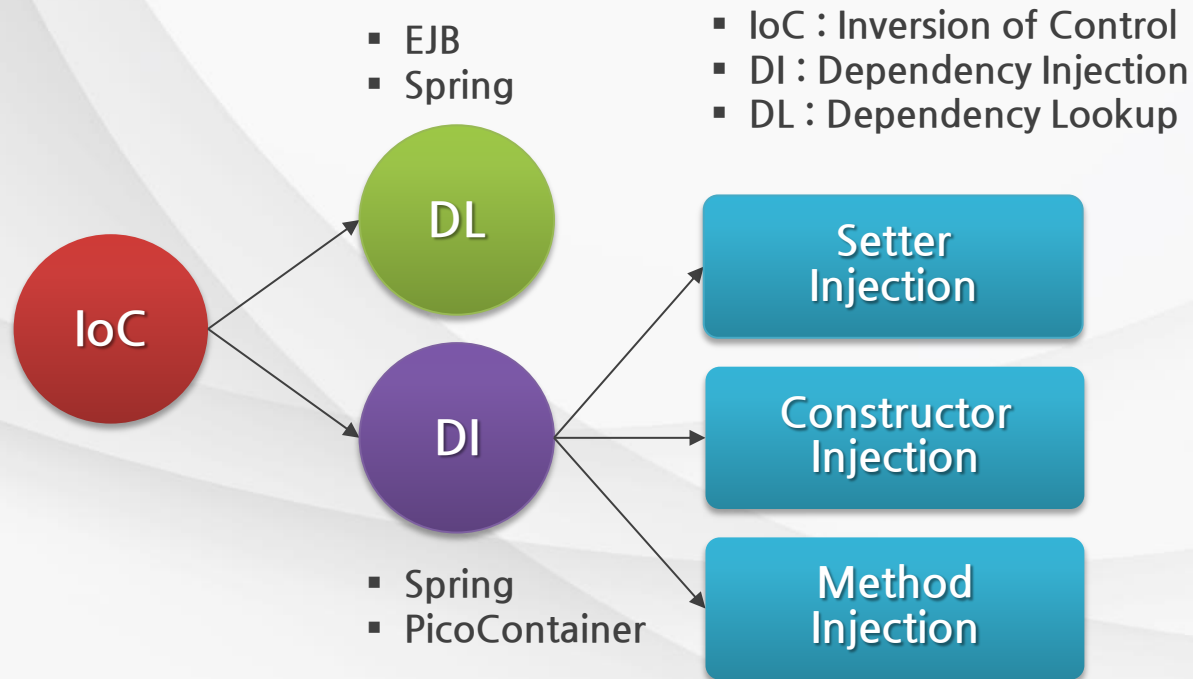 ▪ EJB
▪ Spring
▪ IoC : Inversion of Control
▪ DI : Dependency Injection
▪ DL : Dependency Lookup
IoC
DL
DI
▪ Spring
▪ PicoContainer
Setter
Injection
Constructor
Injection
Method
Injection